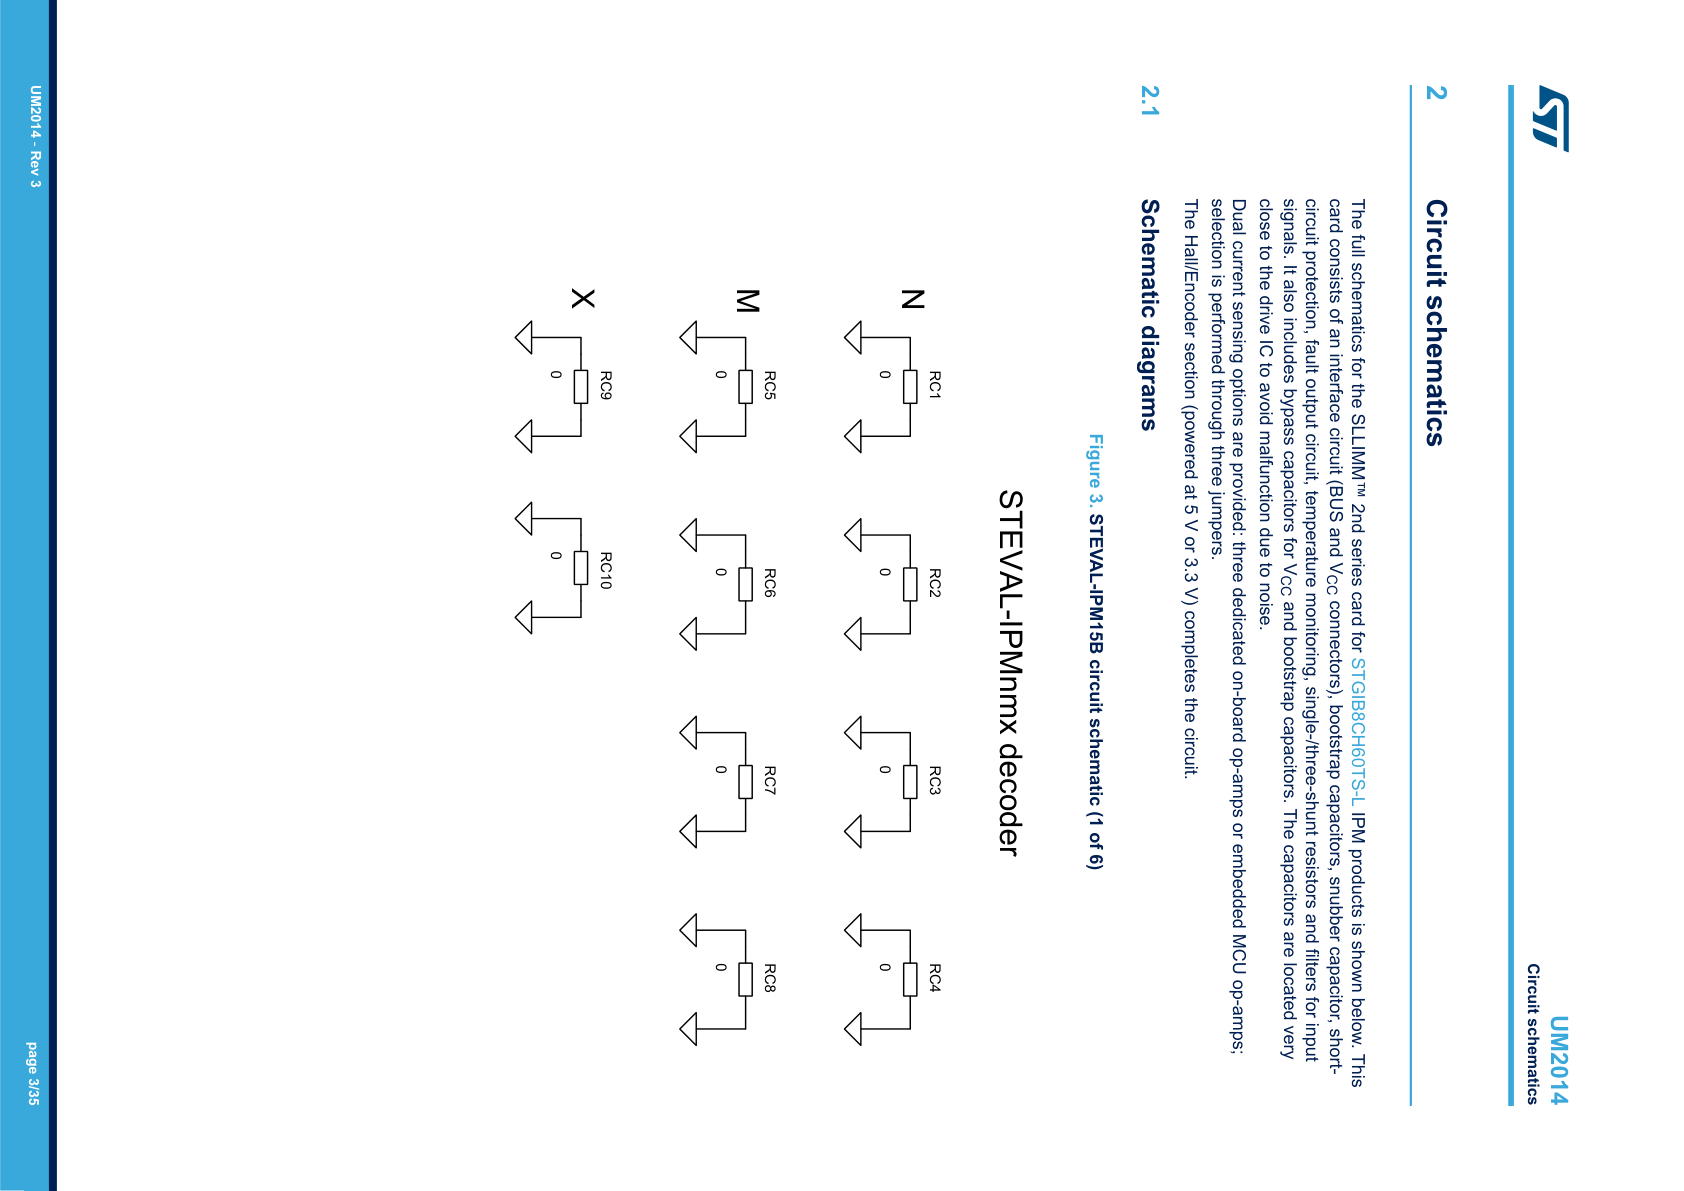 UM2014
Circuit schematics
2 Circuit schematics
The full schematics for the SLLIMM™ 2nd series card for STGIB8CH60TS-L IPM products is shown below. This
card consists of an interface circuit (BUS and VCC connectors), bootstrap capacitors, snubber capacitor, short-
circuit protection, fault output circuit, temperature monitoring, single-/three-shunt resistors and filters for input
signals. It also includes bypass capacitors for VCC and bootstrap capacitors. The capacitors are located very
close to the drive IC to avoid malfunction due to noise.
Dual current sensing options are provided: three dedicated on-board op-amps or embedded MCU op-amps;
selection is performed through three jumpers.
The Hall/Encoder section (powered at 5 V or 3.3 V) completes the circuit.
2.1 Schematic diagrams
Figure 3. STEVAL-IPM15B circuit schematic (1 of 6)
STEVAL-IPMnmx decoder
N
RC1 RC2 RC3 RC4
0 0 0 0
M
RC5 RC6 RC7 RC8
0 0 0 0
X
RC9 RC10
0 0
UM2014 - Rev 3
page 3/35